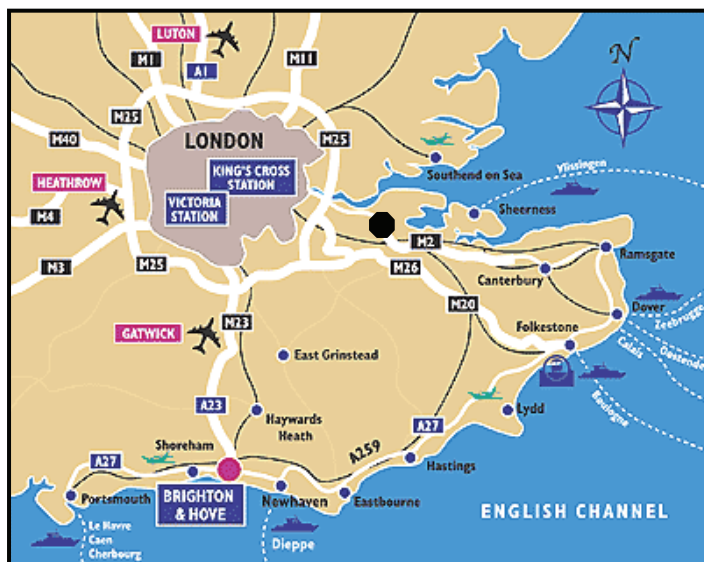 LUTON
M1
A1
M11
N
M25
M40
LONDON
M25
KING'S CROSS
STATION
Southend on Sea
Vlissingen
HEATHROW
VICTORIA
STATION
Sheerness
M4
M2
Ramsgate
M3
M25
M26
Canterbury
M23
M20
Dover
Zeebrugge
GATWICK
Folkestone
Calais
Oostende
East Grinstead
Boulogne
A23
Haywards
Heath
A27
Lydd
A259
Shoreham
A27
Hastings
Portsmouth
BRIGHTON
& HOVE
Newhaven
Eastbourne
ENGLISH CHANNEL
Le Havre
Caen
Cherbourg
Dieppe